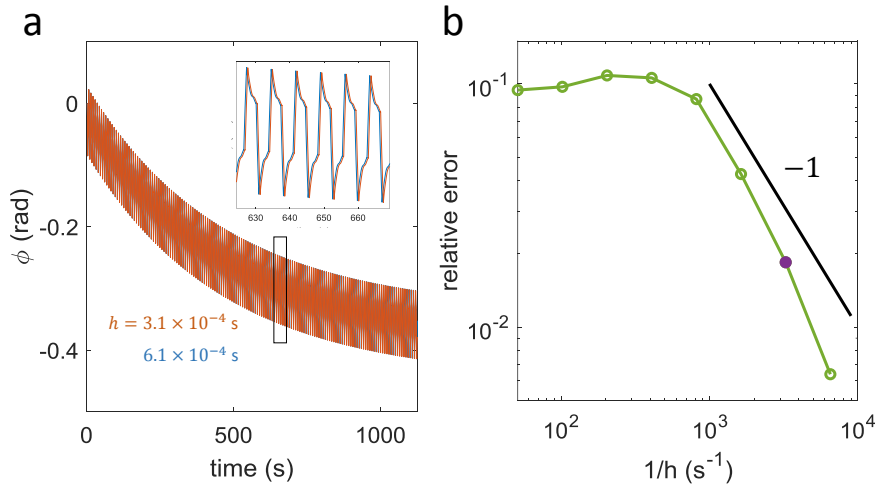 a
0
-0.2
-0.4
ϕ (rad)
0
500
1000
time (s)
630
640
650
660
h = 3.1 × 10⁻⁴ s
6.1 × 10⁻⁴ s
b
10⁻¹
10⁻²
relative error
10²
10³
10⁴
1/h (s⁻¹)
−1